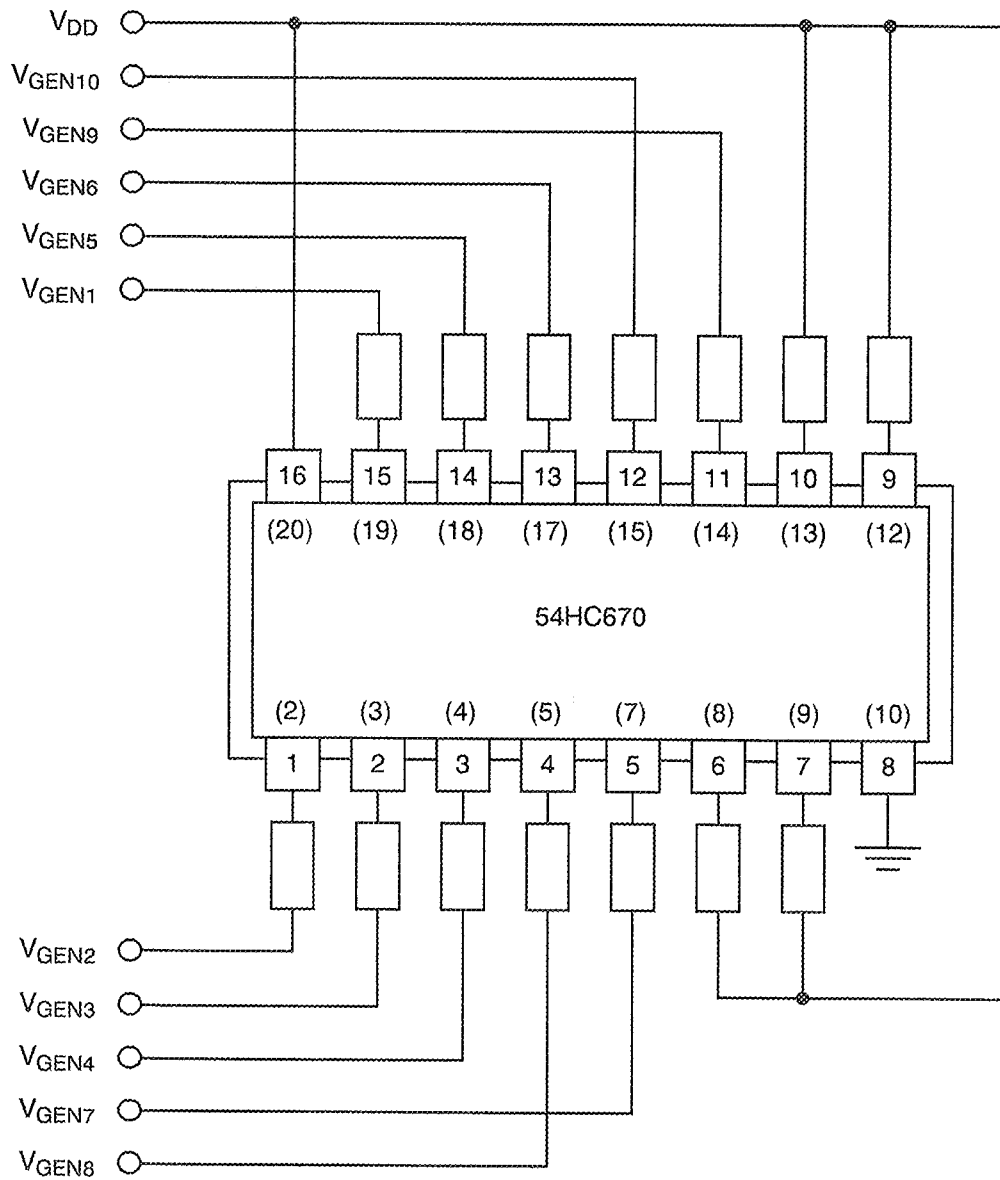 VDD
VGEN10
VGEN9
VGEN6
VGEN5
VGEN1
16 15 14 13 12 11 10 9
(20) (19) (18) (17) (15) (14) (13) (12)
54HC670
(2) (3) (4) (5) (7) (8) (9) (10)
1 2 3 4 5 6 7 8
VGEN2
VGEN3
VGEN4
VGEN7
VGEN8